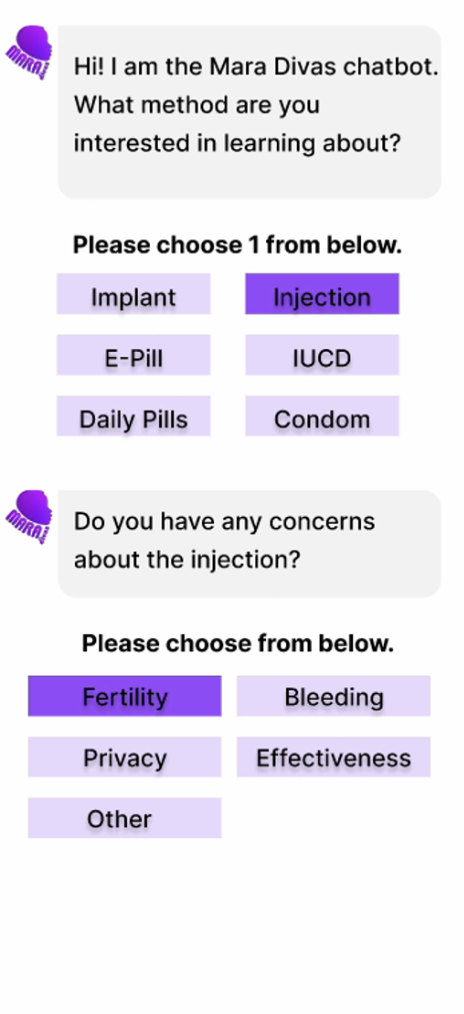 MARA
Hi! I am the Mara Divas chatbot.
What method are you
interested in learning about?
Please choose 1 from below.
Implant
Injection
E-Pill
IUCD
Daily Pills
Condom
MARA
Do you have any concerns
about the injection?
Please choose from below.
Fertility
Bleeding
Privacy
Effectiveness
Other